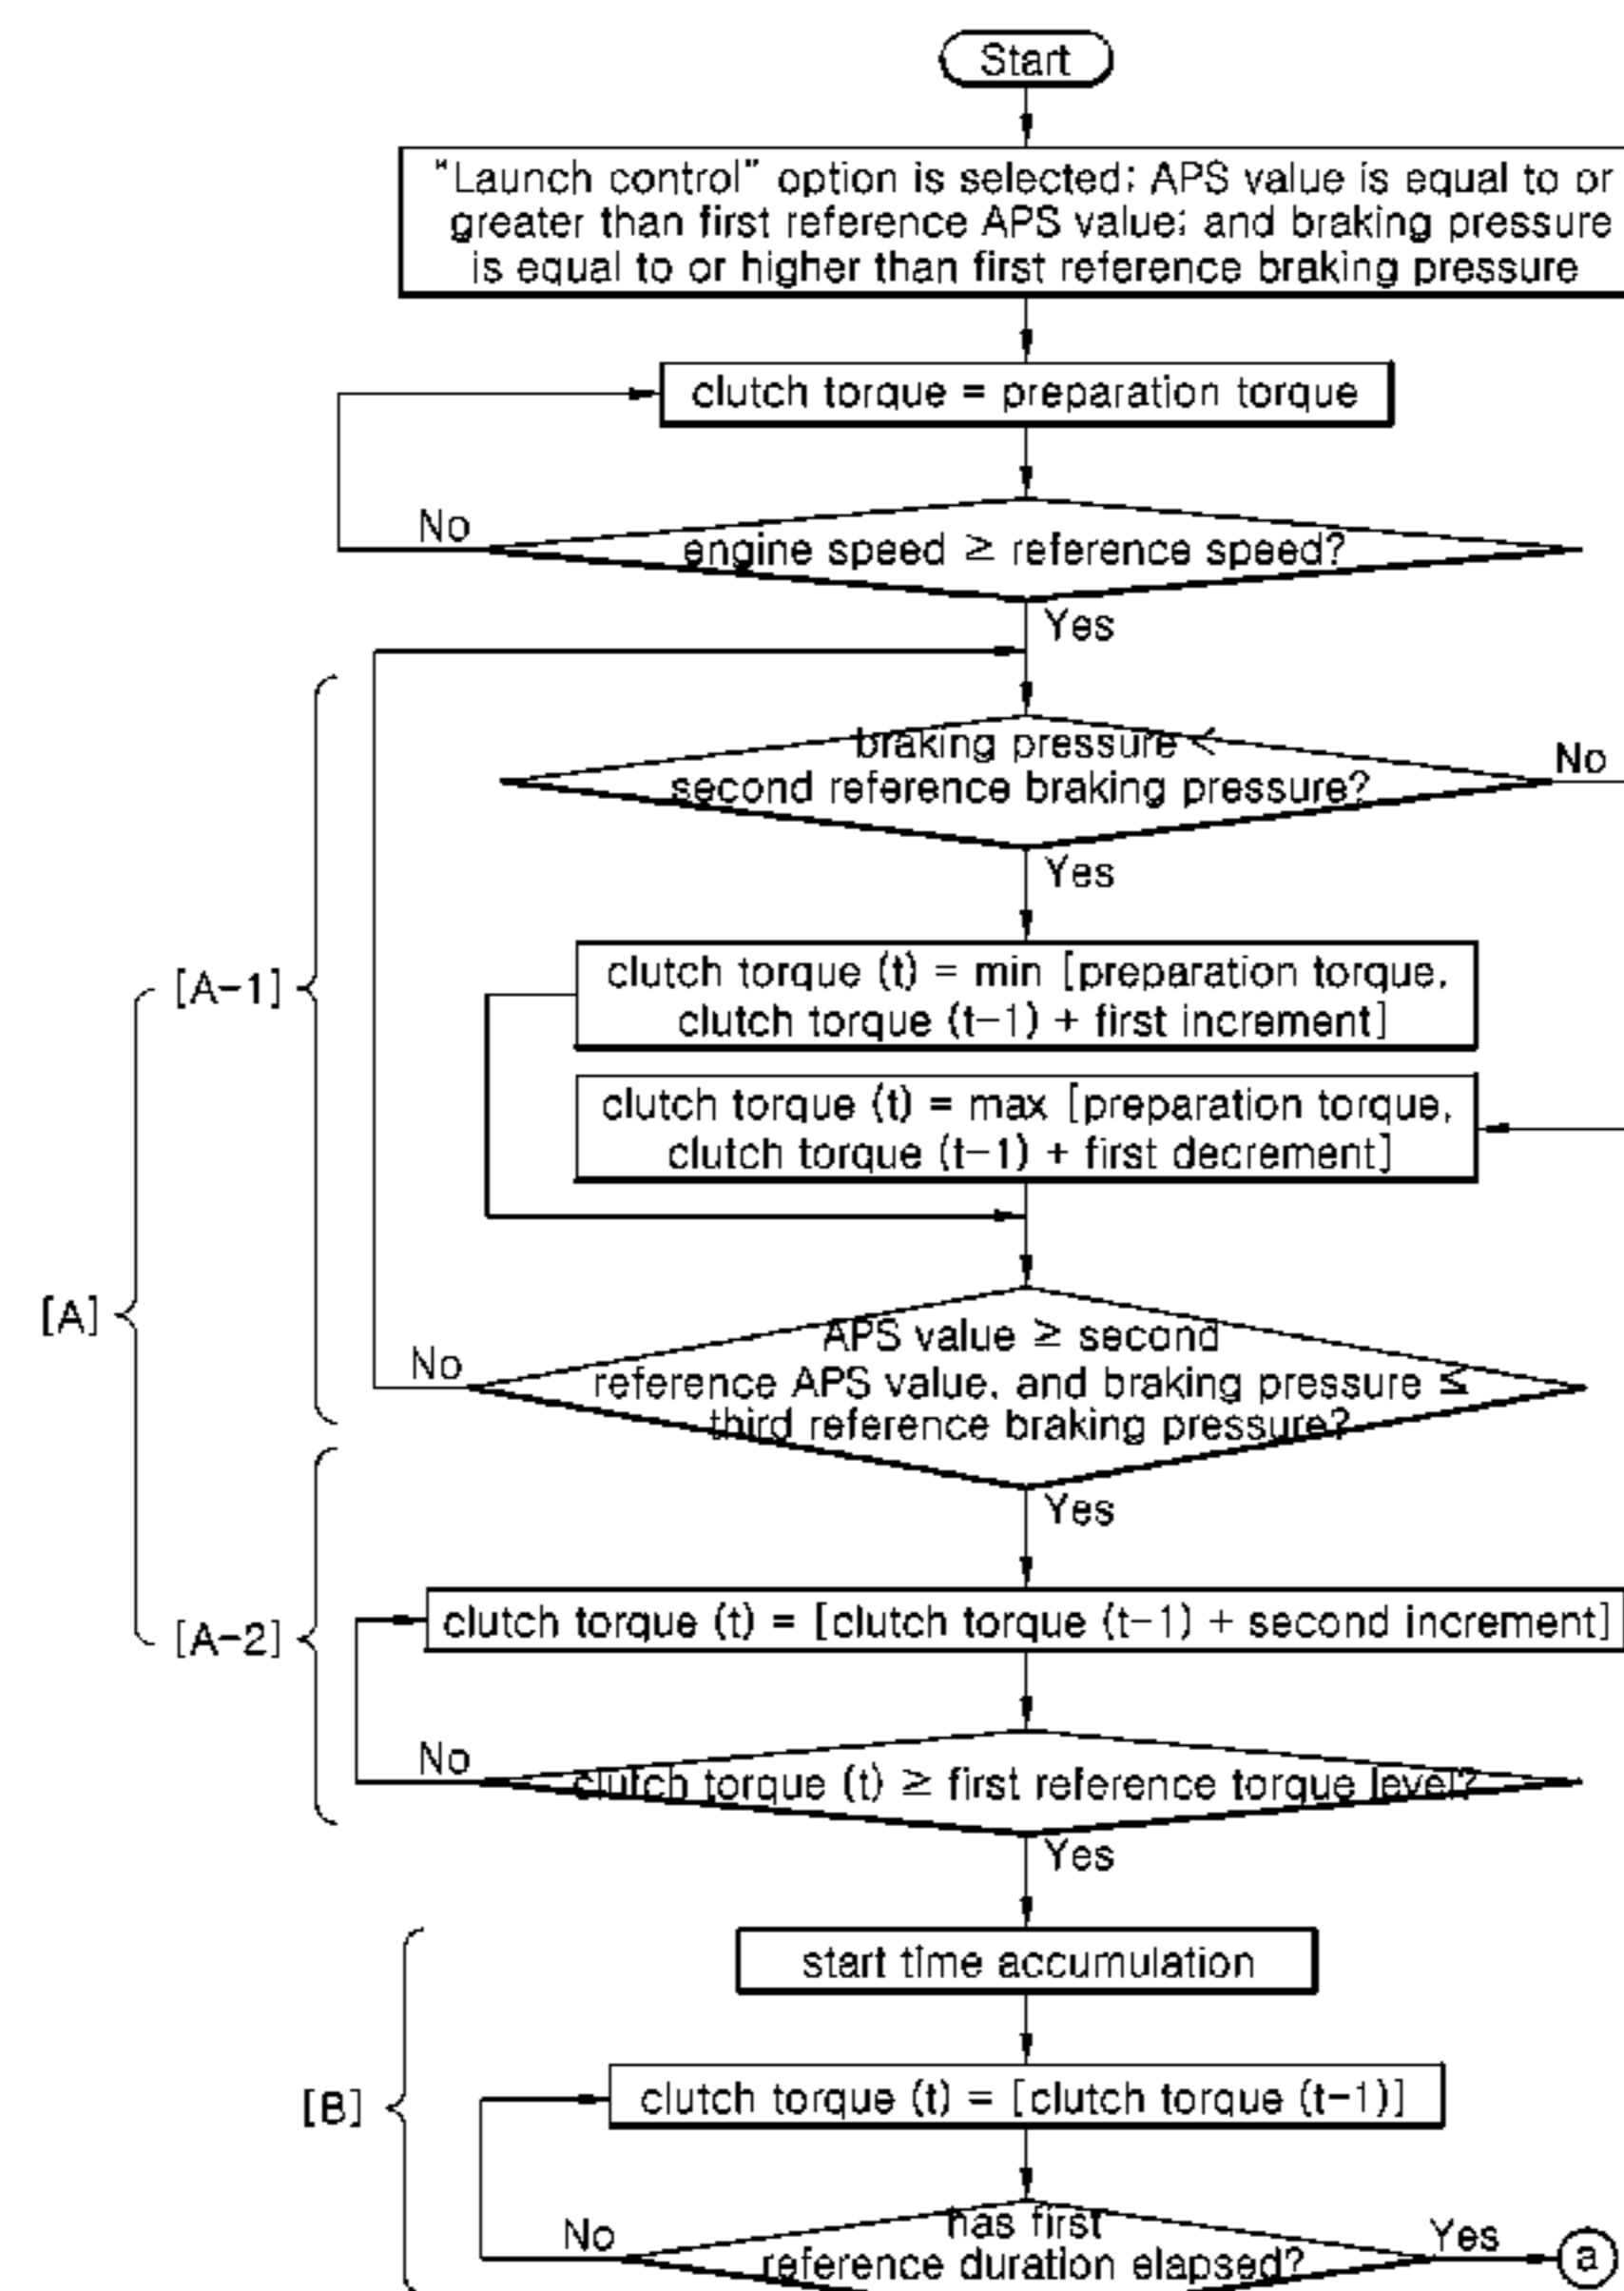 Start
"Launch control" option is selected; APS value is equal to or
greater than first reference APS value; and braking pressure
is equal to or higher than first reference braking pressure
clutch torque = preparation torque
No
engine speed ≥ reference speed?
Yes
braking pressure <
second reference braking pressure?
No
Yes
clutch torque (t) = min [preparation torque,
clutch torque (t-1) + first increment]
[A-1]
clutch torque (t) = max [preparation torque,
clutch torque (t-1) + first decrement]
[A]
No
APS value ≥ second
reference APS value, and braking pressure ≤
third reference braking pressure?
Yes
[A-2]
clutch torque (t) = [clutch torque (t-1) + second increment]
No
clutch torque (t) ≥ first reference torque level?
Yes
start time accumulation
[B]
clutch torque (t) = [clutch torque (t-1)]
No
has first
reference duration elapsed?
Yes
a